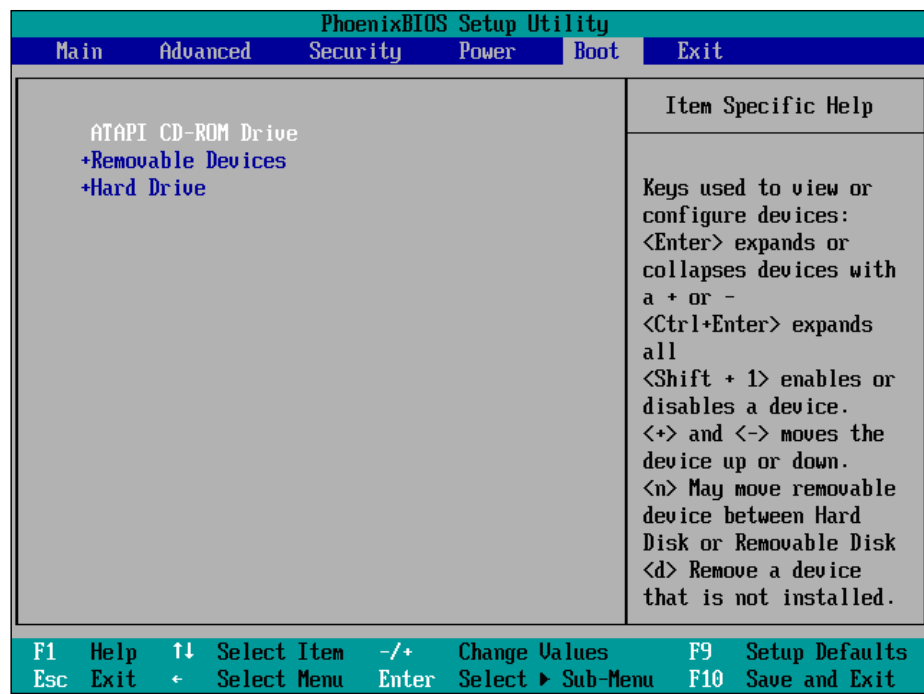 PhoenixBIOS Setup Utility
Main Advanced Security Power Boot Exit
ATAPI CD-ROM Drive
+Removable Devices
+Hard Drive
Item Specific Help
Keys used to view or
configure devices:
<Enter> expands or
collapses devices with
a + or -
<Ctrl+Enter> expands
all
<Shift + 1> enables or
disables a device.
<+> and <-> moves the
device up or down.
<n> May move removable
device between Hard
Disk or Removable Disk
<d> Remove a device
that is not installed.
F1 Help ↑↓ Select Item -/+ Change Values F9 Setup Defaults
Esc Exit ← Select Menu Enter Select ▶ Sub-Menu F10 Save and Exit